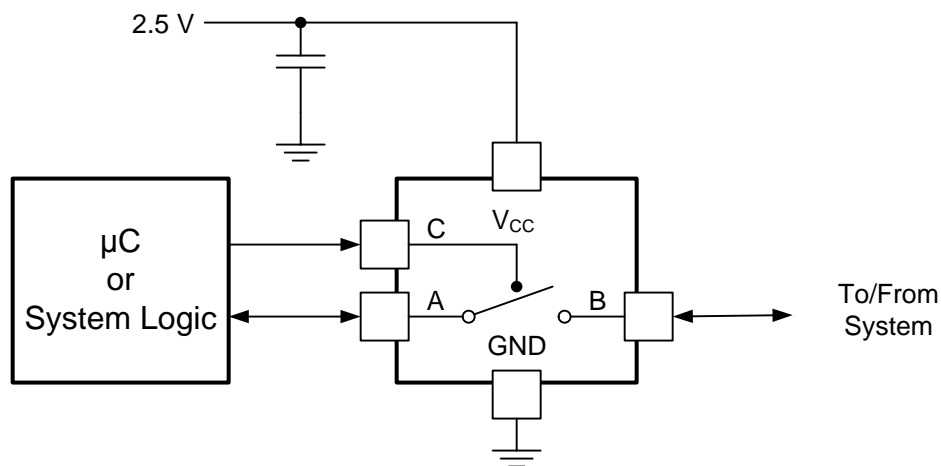 2.5 V
µC
or
System Logic
C
V_CC
A
B
GND
To/From
System